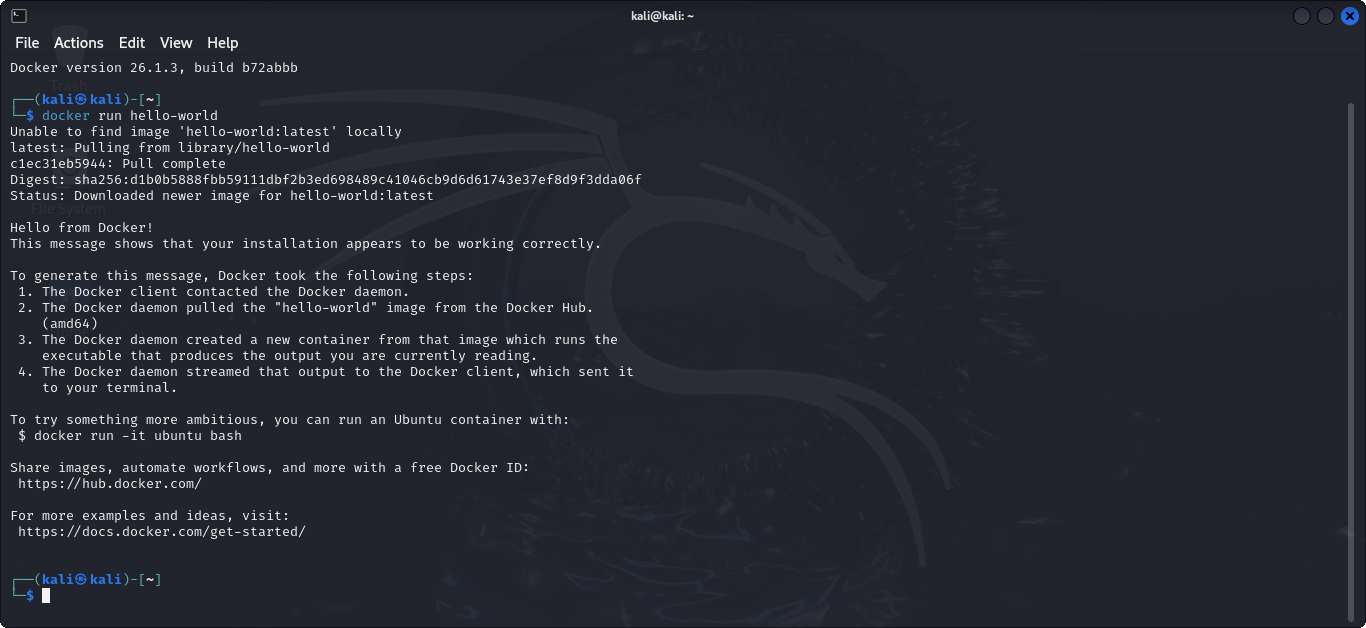 kali@kali: ~
File Actions Edit View Help
Docker version 26.1.3, build b72abbb
Trash
┌──(kali㉿kali)-[~]
└─$ docker run hello-world
Unable to find image 'hello-world:latest' locally
latest: Pulling from library/hello-world
c1ec31eb5944: Pull complete
Digest: sha256:d1b0b5888fbb59111dbf2b3ed698489c41046cb9d6d61743e37ef8d9f3dda06f
Status: Downloaded newer image for hello-world:latest
File System
Hello from Docker!
This message shows that your installation appears to be working correctly.
To generate this message, Docker took the following steps:
1. The Docker client contacted the Docker daemon.
2. The Docker daemon pulled the "hello-world" image from the Docker Hub.
(amd64)
3. The Docker daemon created a new container from that image which runs the
executable that produces the output you are currently reading.
4. The Docker daemon streamed that output to the Docker client, which sent it
to your terminal.
To try something more ambitious, you can run an Ubuntu container with:
$ docker run -it ubuntu bash
Share images, automate workflows, and more with a free Docker ID:
https://hub.docker.com/
For more examples and ideas, visit:
https://docs.docker.com/get-started/
┌──(kali㉿kali)-[~]
└─$